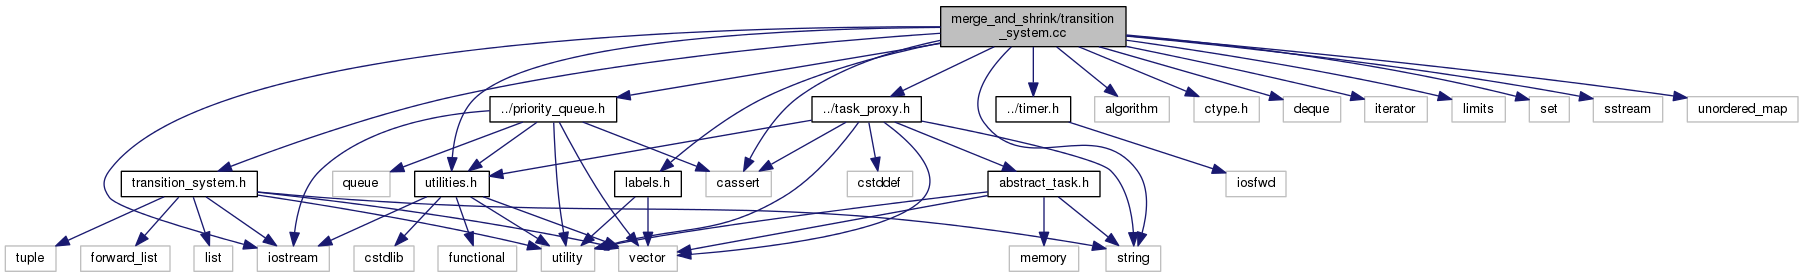 merge_and_shrink/transition
_system.cc
../priority_queue.h
../task_proxy.h
../timer.h
algorithm
ctype.h
deque
iterator
limits
set
sstream
unordered_map
transition_system.h
queue
utilities.h
labels.h
cassert
cstddef
abstract_task.h
iosfwd
tuple
forward_list
list
iostream
cstdlib
functional
utility
vector
memory
string